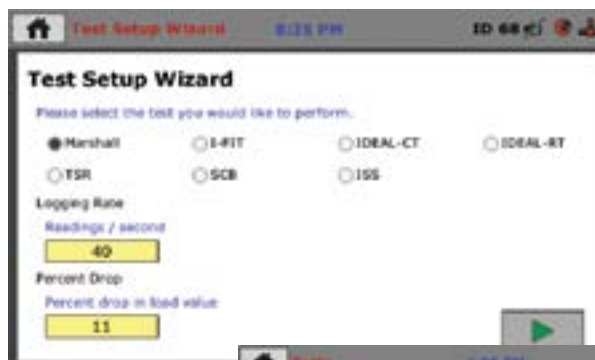 Test Setup Wizard 8:25 PM ID 68
Test Setup Wizard
Please select the test you would like to perform.
Marshall I-FIT IDEAL-CT IDEAL-RT
TSR SCB ISS
Logging Rate
Readings / second
40
Percent Drop
Percent drop in load value
11